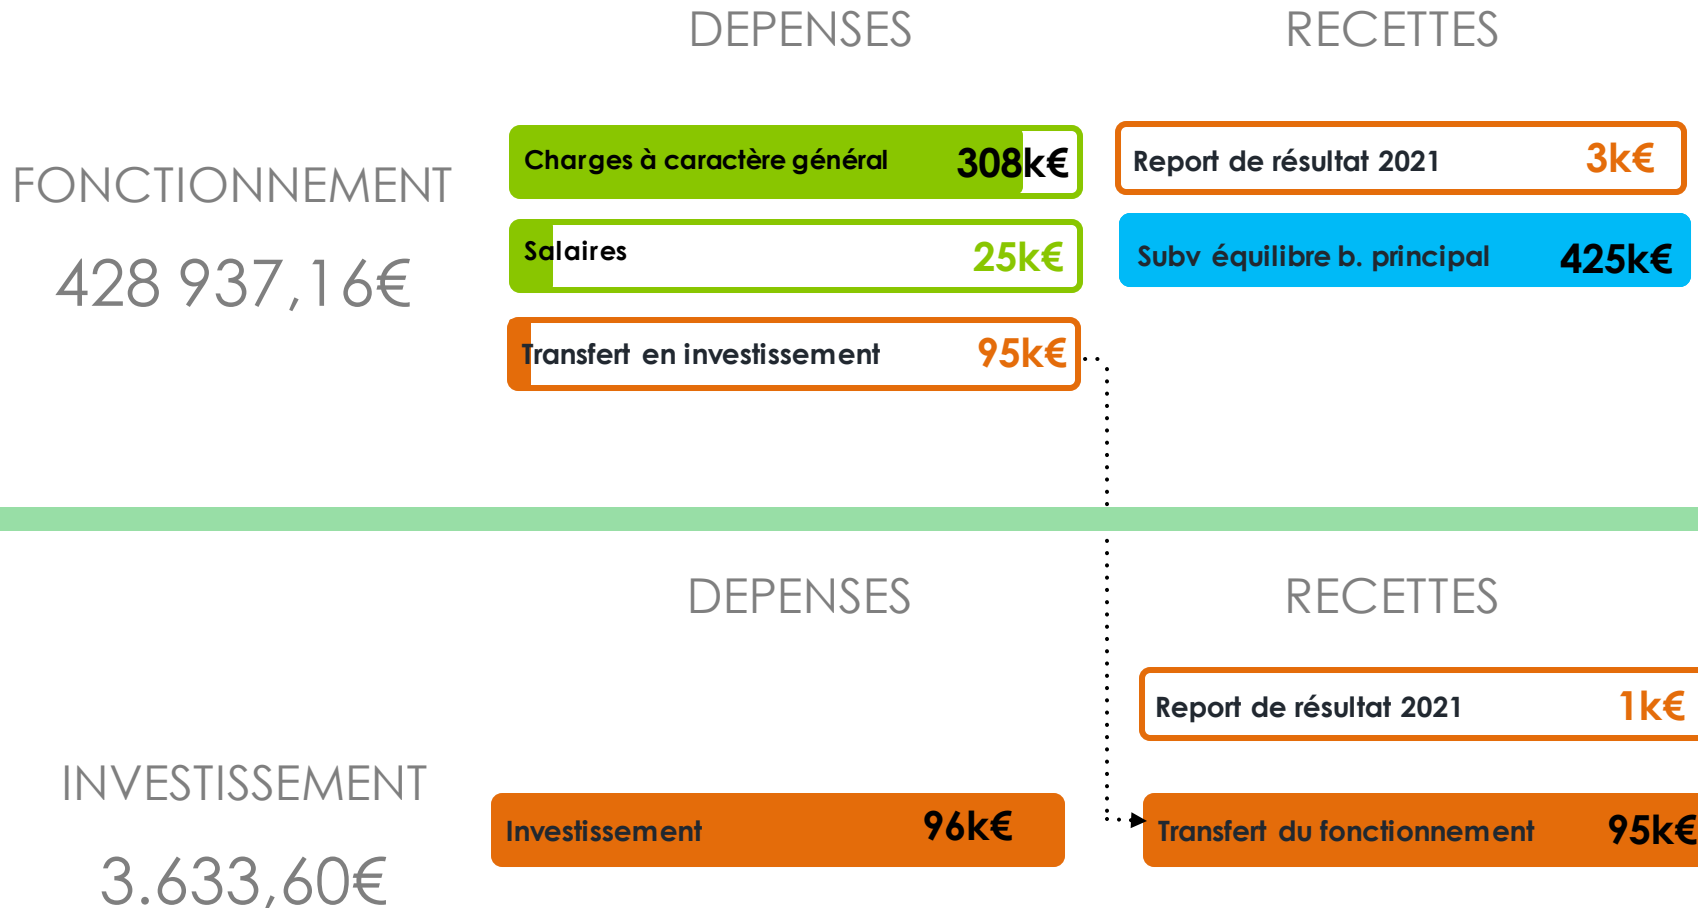 DEPENSES
RECETTES
FONCTIONNEMENT
428 937,16€
Charges à caractère général 308k€
Salaires 25k€
Transfert en investissement 95k€
Report de résultat 2021 3k€
Subv équilibre b. principal 425k€
DEPENSES
RECETTES
INVESTISSEMENT
3.633,60€
Investissement 96k€
Report de résultat 2021 1k€
Transfert du fonctionnement 95k€